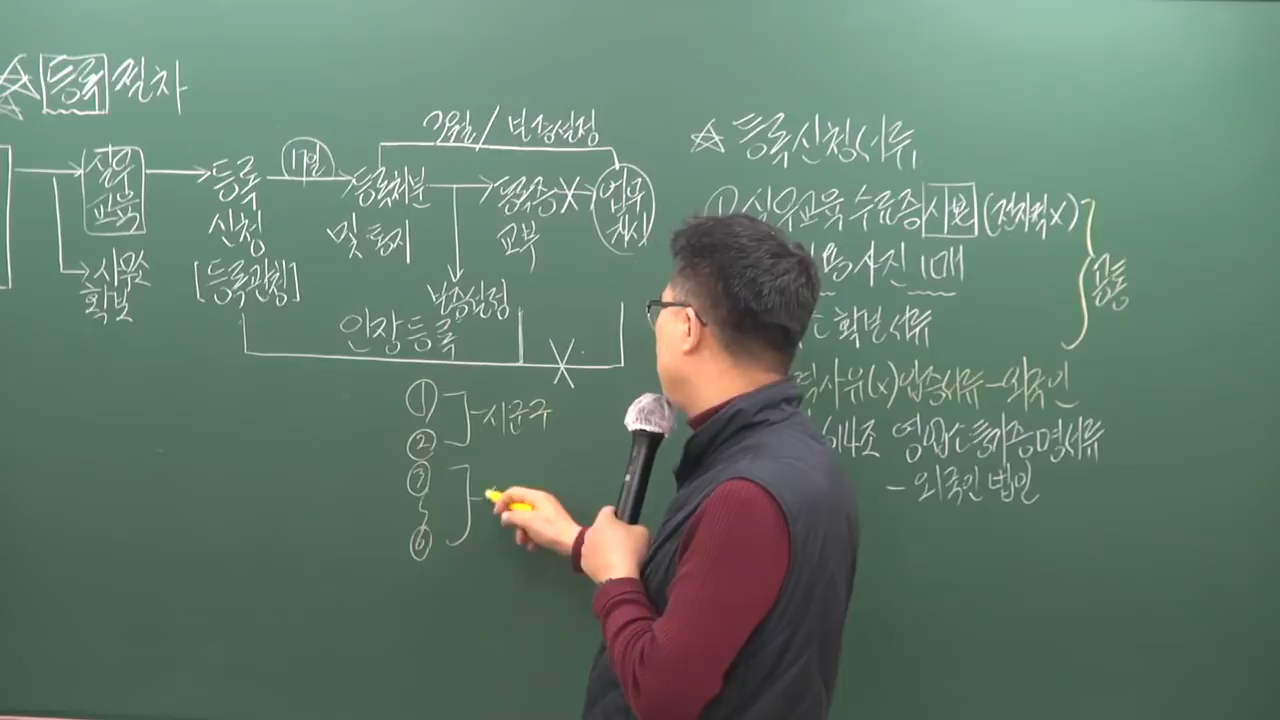 ☆ 등록 절차
3월 / 보증설정
실무
교육
사무소
확보
등록
신청
[등록관청]
17일
등록처분
및 통지
보증설정
등록증
교부
업무
개시
인장등록
①
②
시군구
③
⑥
☆ 등록신청서류
① 실무교육 수료증 사본 (전자적X)
용사진 1매
확보서류
공통
사유(X)입증서류 - 외국인
614조 영업소등기증명서류
- 외국인 법인